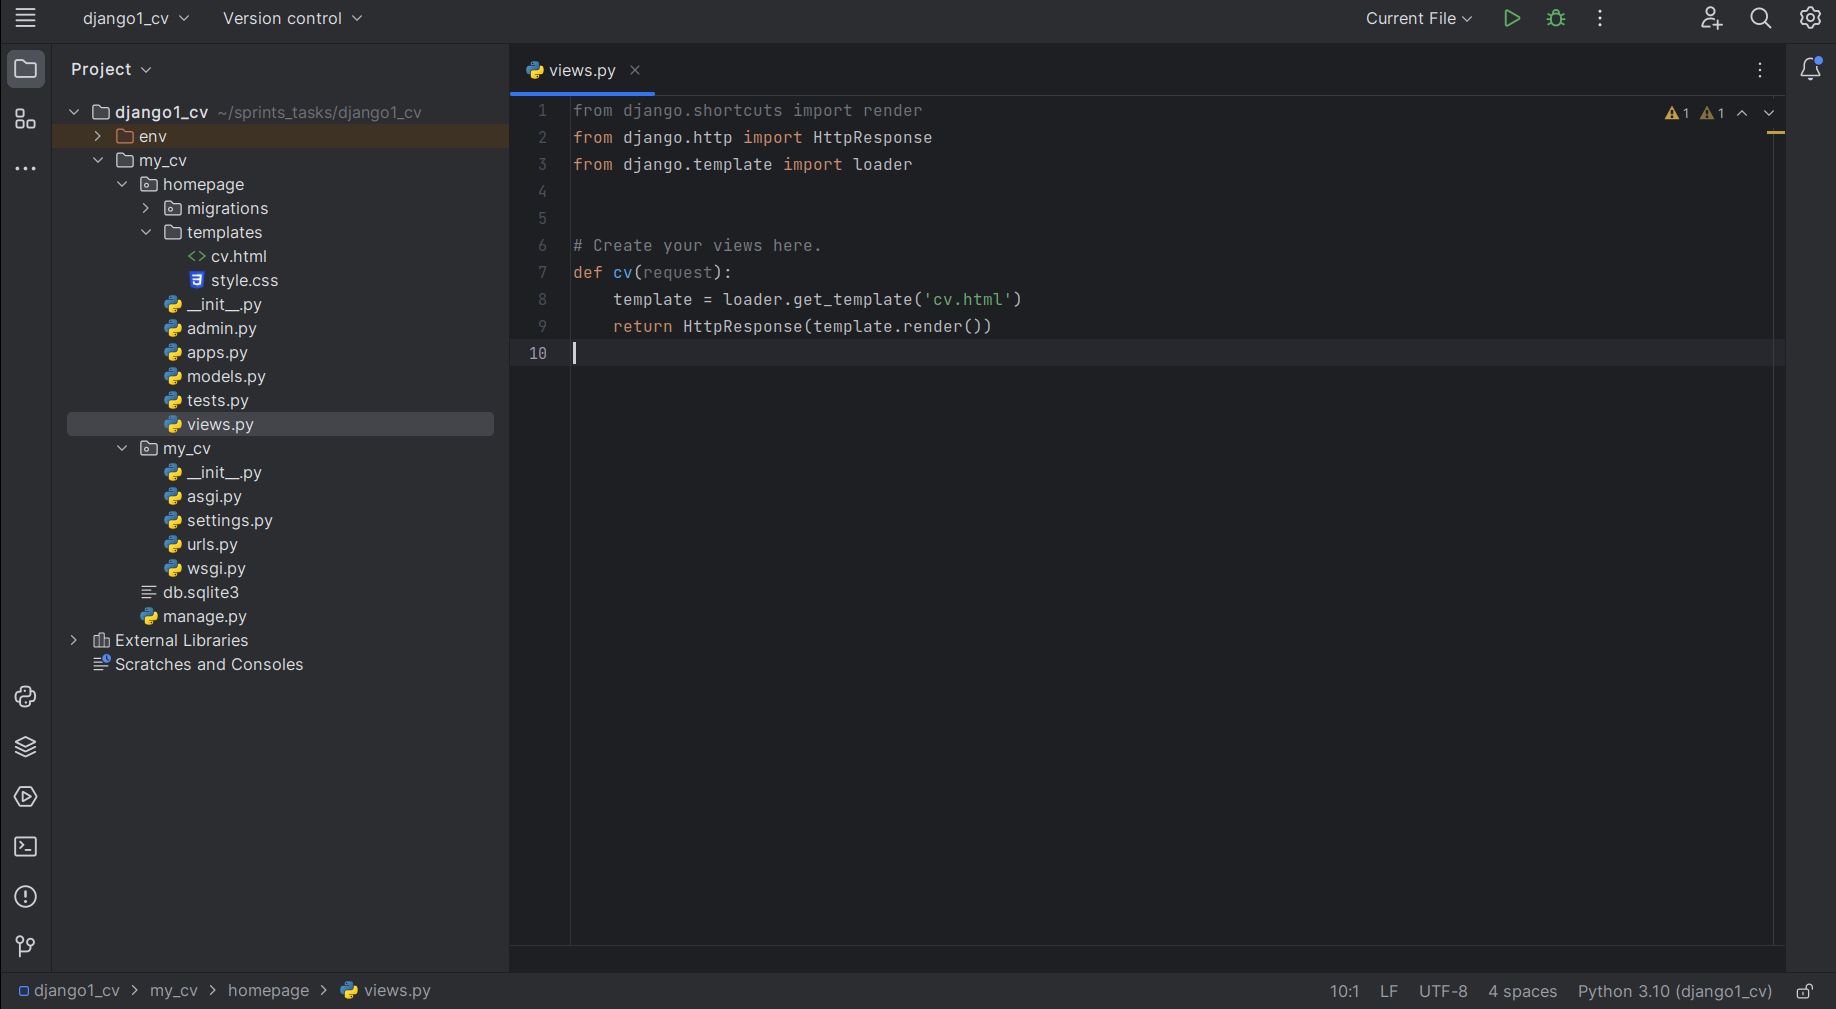 django1_cv Version control Current File
Project
views.py
django1_cv ~/sprints_tasks/django1_cv
env
my_cv
homepage
migrations
templates
cv.html
style.css
__init__.py
admin.py
apps.py
models.py
tests.py
views.py
my_cv
__init__.py
asgi.py
settings.py
urls.py
wsgi.py
db.sqlite3
manage.py
External Libraries
Scratches and Consoles
1 from django.shortcuts import render
2 from django.http import HttpResponse
3 from django.template import loader
4
5
6 # Create your views here.
7 def cv(request):
8 template = loader.get_template('cv.html')
9 return HttpResponse(template.render())
10
1 1
django1_cv > my_cv > homepage > views.py
10:1 LF UTF-8 4 spaces Python 3.10 (django1_cv)